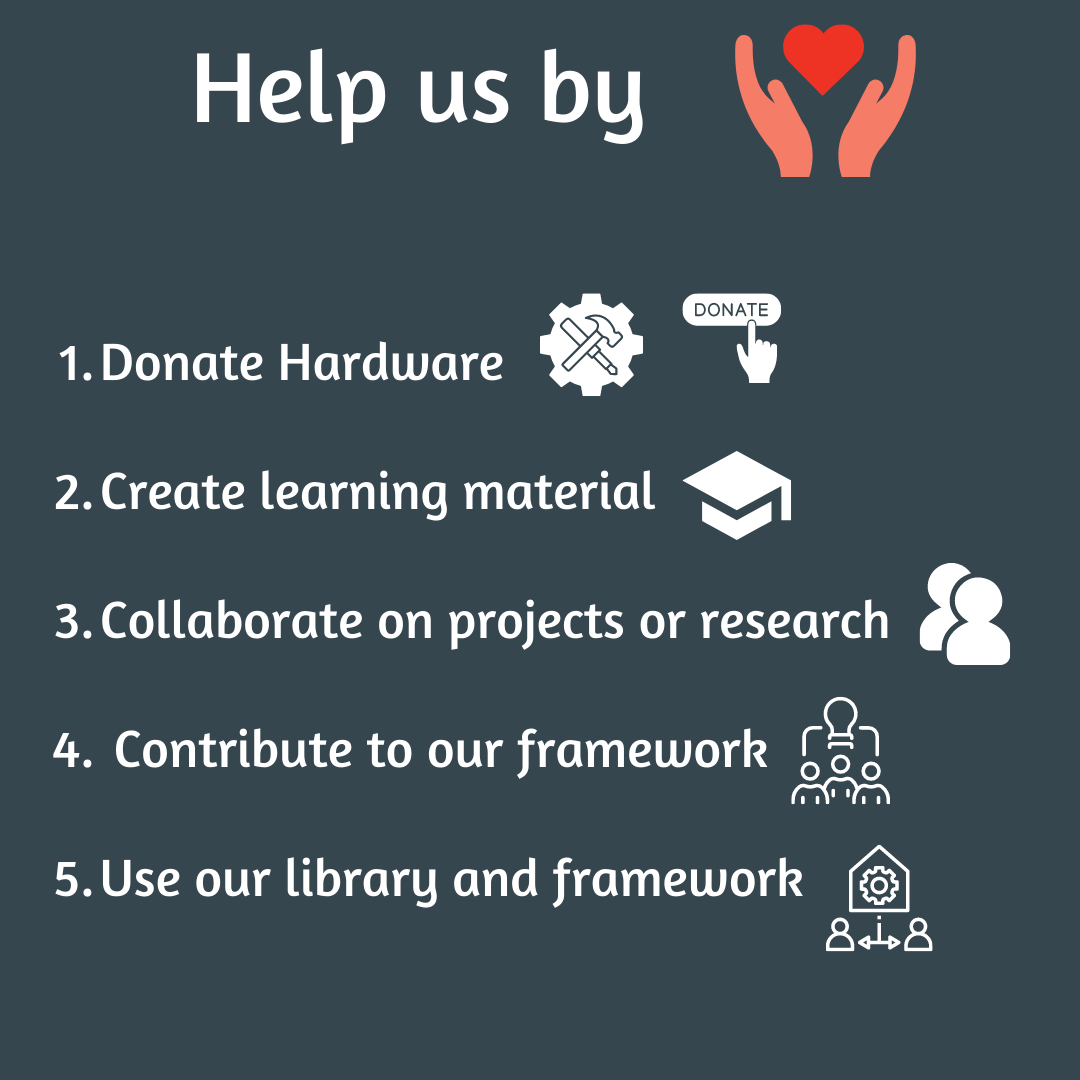 Help us by
1. Donate Hardware
DONATE
2. Create learning material
3. Collaborate on projects or research
4. Contribute to our framework
5. Use our library and framework